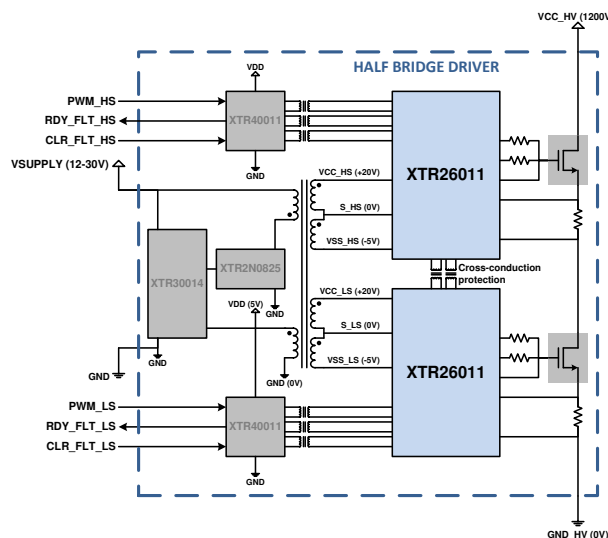 VCC_HV (1200V)
HALF BRIDGE DRIVER
VDD
PWM_HS
RDY_FLT_HS
CLR_FLT_HS
XTR40011
GND
XTR26011
VSUPPLY (12-30V)
VCC_HS (+20V)
S_HS (0V)
VSS_HS (-5V)
XTR30014
XTR2N0825
GND
Cross-conduction
protection
VDD (5V)
VCC_LS (+20V)
S_LS (0V)
VSS_LS (-5V)
GND
GND
GND (0V)
XTR26011
PWM_LS
RDY_FLT_LS
CLR_FLT_LS
XTR40011
GND
GND_HV (0V)